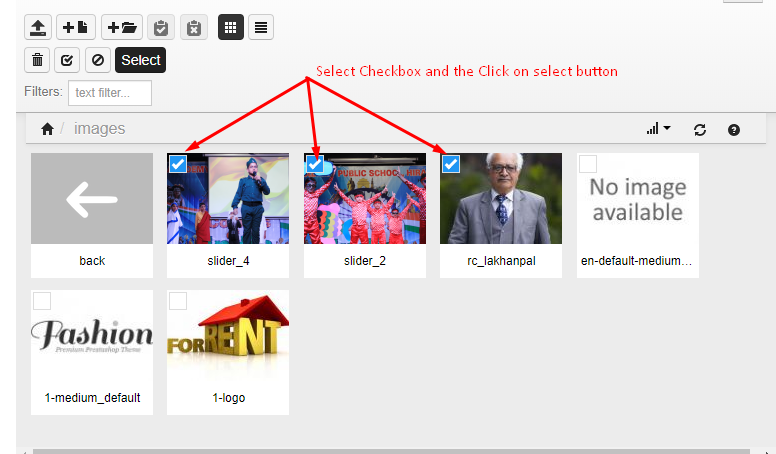 Select
Select Checkbox and the Click on select button
Filters:
text filter...
/ images
PUBLIC SCHOO
No image
available
back
slider_4
slider_2
rc_lakhanpal
en-default-medium...
Fashion
Premium Prestashop Theme
FOR RENT
1-medium_default
1-logo